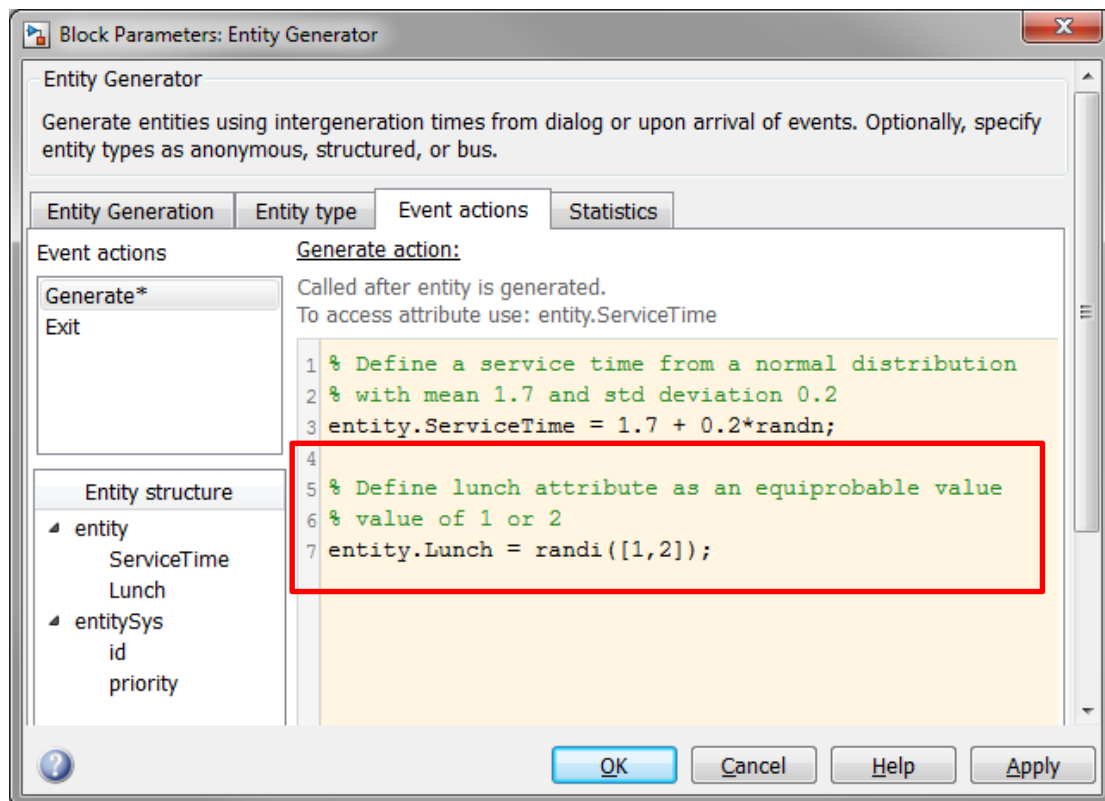 Block Parameters: Entity Generator
X
Entity Generator
Generate entities using intergeneration times from dialog or upon arrival of events. Optionally, specify
entity types as anonymous, structured, or bus.
Entity Generation
Entity type
Event actions
Statistics
Event actions
Generate*
Exit
Generate action:
Called after entity is generated.
To access attribute use: entity.ServiceTime
1 % Define a service time from a normal distribution
2 % with mean 1.7 and std deviation 0.2
3 entity.ServiceTime = 1.7 + 0.2*randn;
4
5 % Define lunch attribute as an equiprobable value
6 % value of 1 or 2
7 entity.Lunch = randi([1,2]);
Entity structure
entity
ServiceTime
Lunch
entitySys
id
priority
?
OK
Cancel
Help
Apply